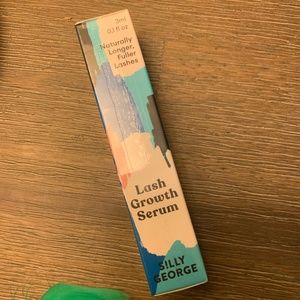 3ml
0.1 fl oz
Naturally
Longer,
Fuller
Lashes
Lash
Growth
Serum
SILLY
GEORGE